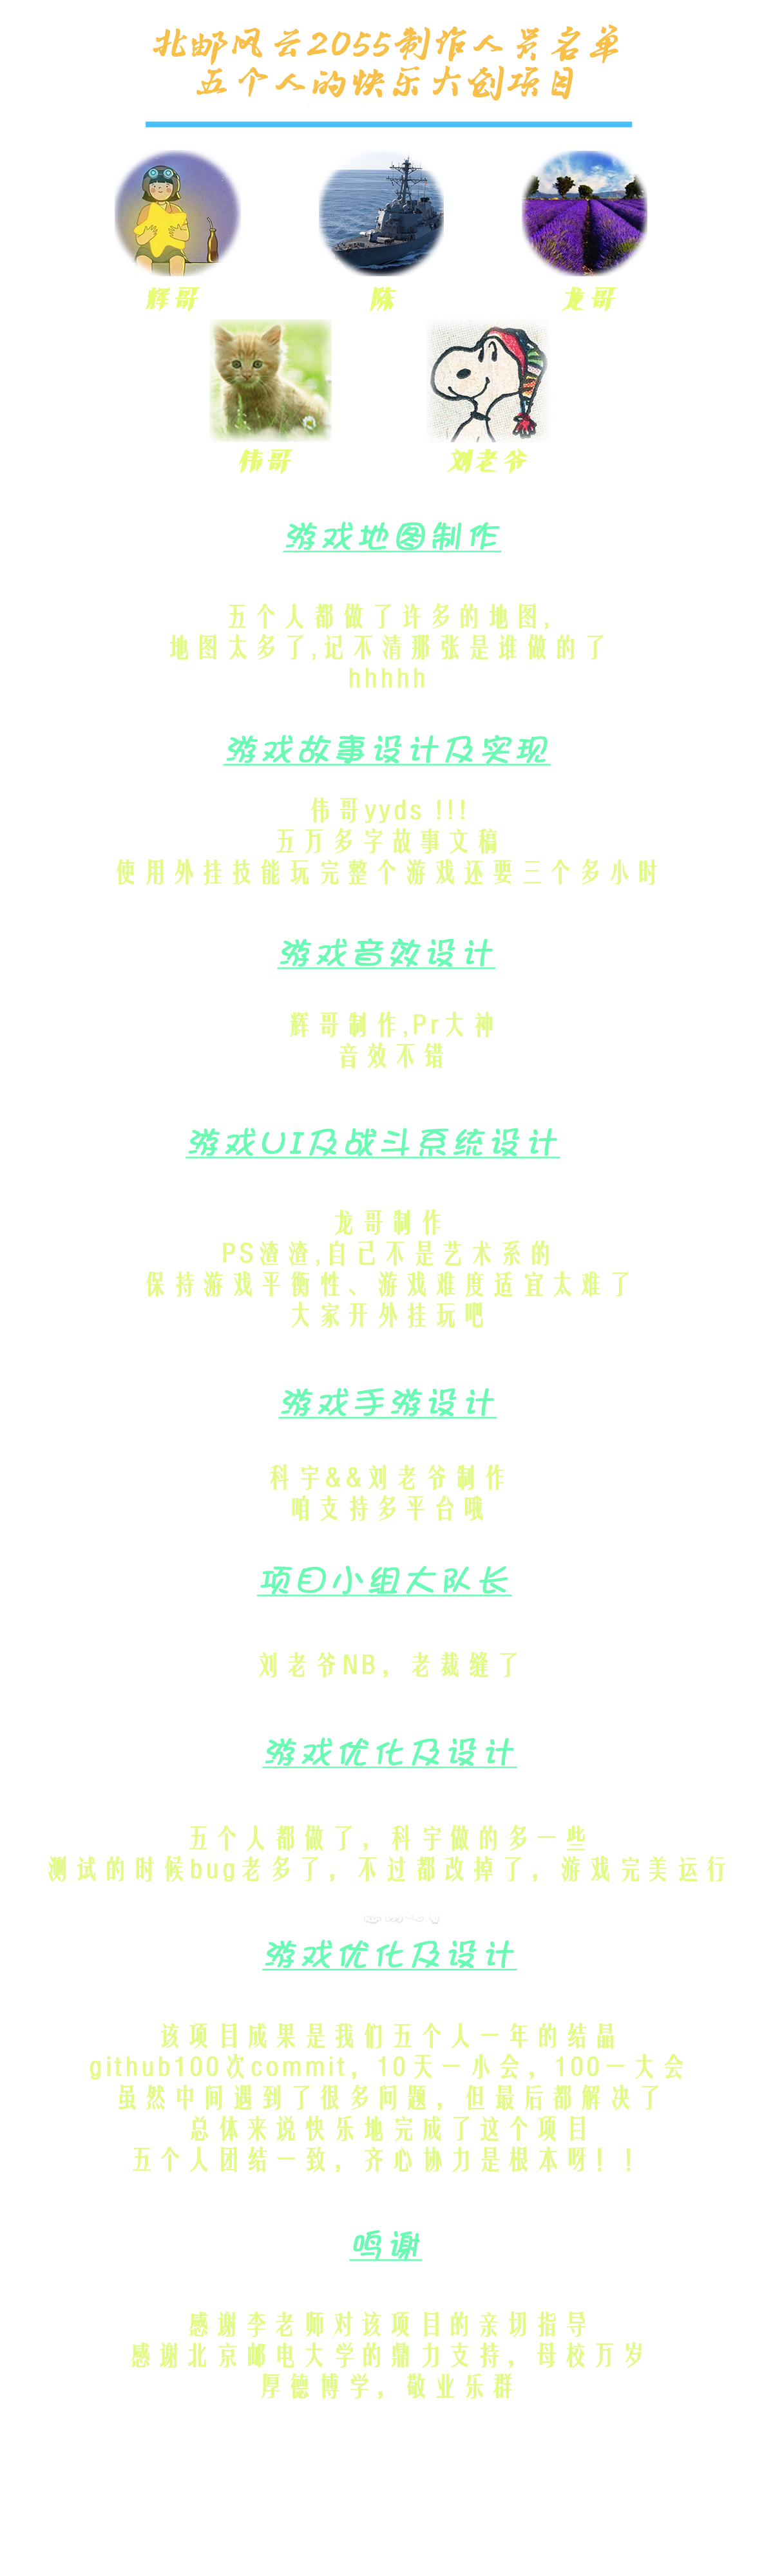 北邮风云2055制作人员名单
五个人的快乐大创项目
辉哥
陈
龙哥
伟哥
刘老爷
游戏地图制作
五个人都做了许多的地图,
地图太多了,记不清那张是谁做的了
hhhhh
游戏故事设计及实现
伟哥yyds !!!
五万多字故事文稿
使用外挂技能玩完整个游戏还要三个多小时
游戏音效设计
辉哥制作,Pr大神
音效不错
游戏UI及战斗系统设计
龙哥制作
PS渣渣,自己不是艺术系的
保持游戏平衡性、游戏难度适宜太难了
大家开外挂玩吧
游戏手游设计
科宇&&刘老爷制作
咱支持多平台哦
项目小组大队长
刘老爷NB，老裁缝了
游戏优化及设计
五个人都做了，科宇做的多一些
测试的时候bug老多了，不过都改掉了，游戏完美运行
游戏优化及设计
该项目成果是我们五个人一年的结晶
github100次commit，10天一小会，100一大会
虽然中间遇到了很多问题，但最后都解决了
总体来说快乐地完成了这个项目
五个人团结一致，齐心协力是根本呀！！
鸣谢
感谢李老师对该项目的亲切指导
感谢北京邮电大学的鼎力支持，母校万岁
厚德博学，敬业乐群